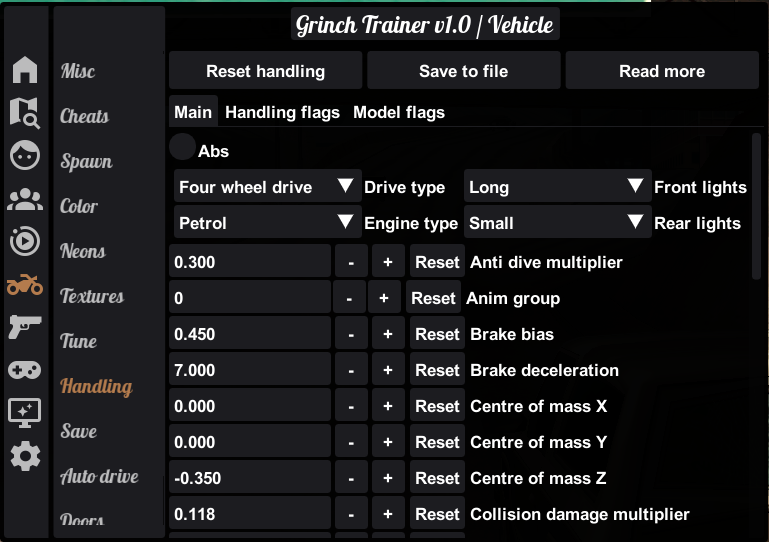 Grinch Trainer v1.0 / Vehicle
Misc
Cheats
Spawn
Color
Neons
Textures
Tune
Handling
Save
Auto drive
Doors
Reset handling Save to file Read more
Main Handling flags Model flags
Abs
Four wheel drive Drive type Long Front lights
Petrol Engine type Small Rear lights
0.300 - + Reset Anti dive multiplier
0 - + Reset Anim group
0.450 - + Reset Brake bias
7.000 - + Reset Brake deceleration
0.000 - + Reset Centre of mass X
0.000 - + Reset Centre of mass Y
-0.350 - + Reset Centre of mass Z
0.118 - + Reset Collision damage multiplier